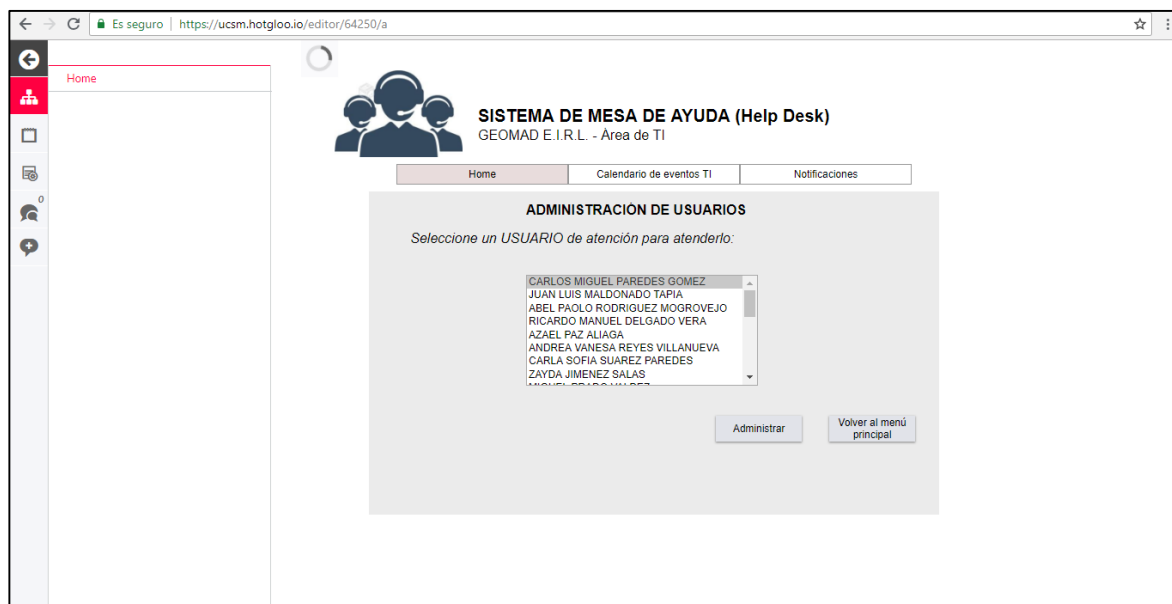 Es seguro | https://ucsm.hotgloo.io/editor/64250/a
Home
0
SISTEMA DE MESA DE AYUDA (Help Desk)
GEOMAD E.I.R.L. - Área de TI
Home Calendario de eventos TI Notificaciones
ADMINISTRACIÓN DE USUARIOS
Seleccione un USUARIO de atención para atenderlo:
CARLOS MIGUEL PAREDES GOMEZ
JUAN LUIS MALDONADO TAPIA
ABEL PAOLO RODRIGUEZ MOGROVEJO
RICARDO MANUEL DELGADO VERA
AZAEL PAZ ALIAGA
ANDREA VANESA REYES VILLANUEVA
CARLA SOFIA SUAREZ PAREDES
ZAYDA JIMENEZ SALAS
Administrar
Volver al menú
principal